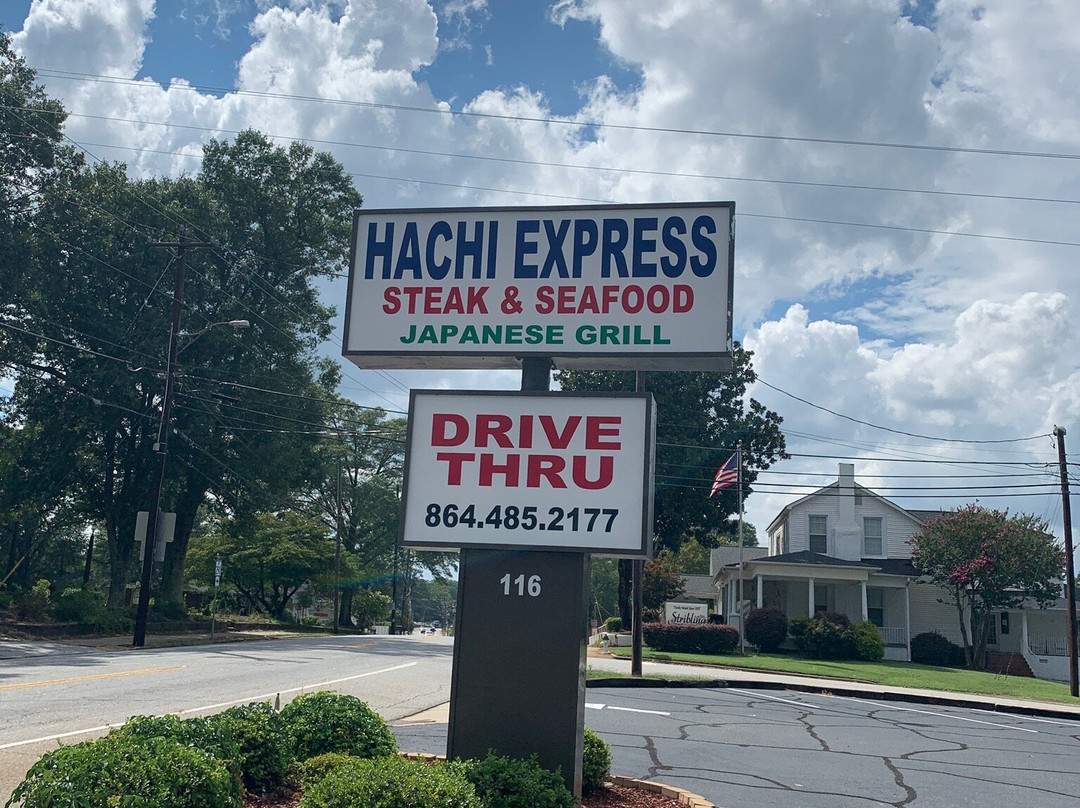 HACHI EXPRESS
STEAK & SEAFOOD
JAPANESE GRILL
DRIVE
THRU
864.485.2177
116
Stribling